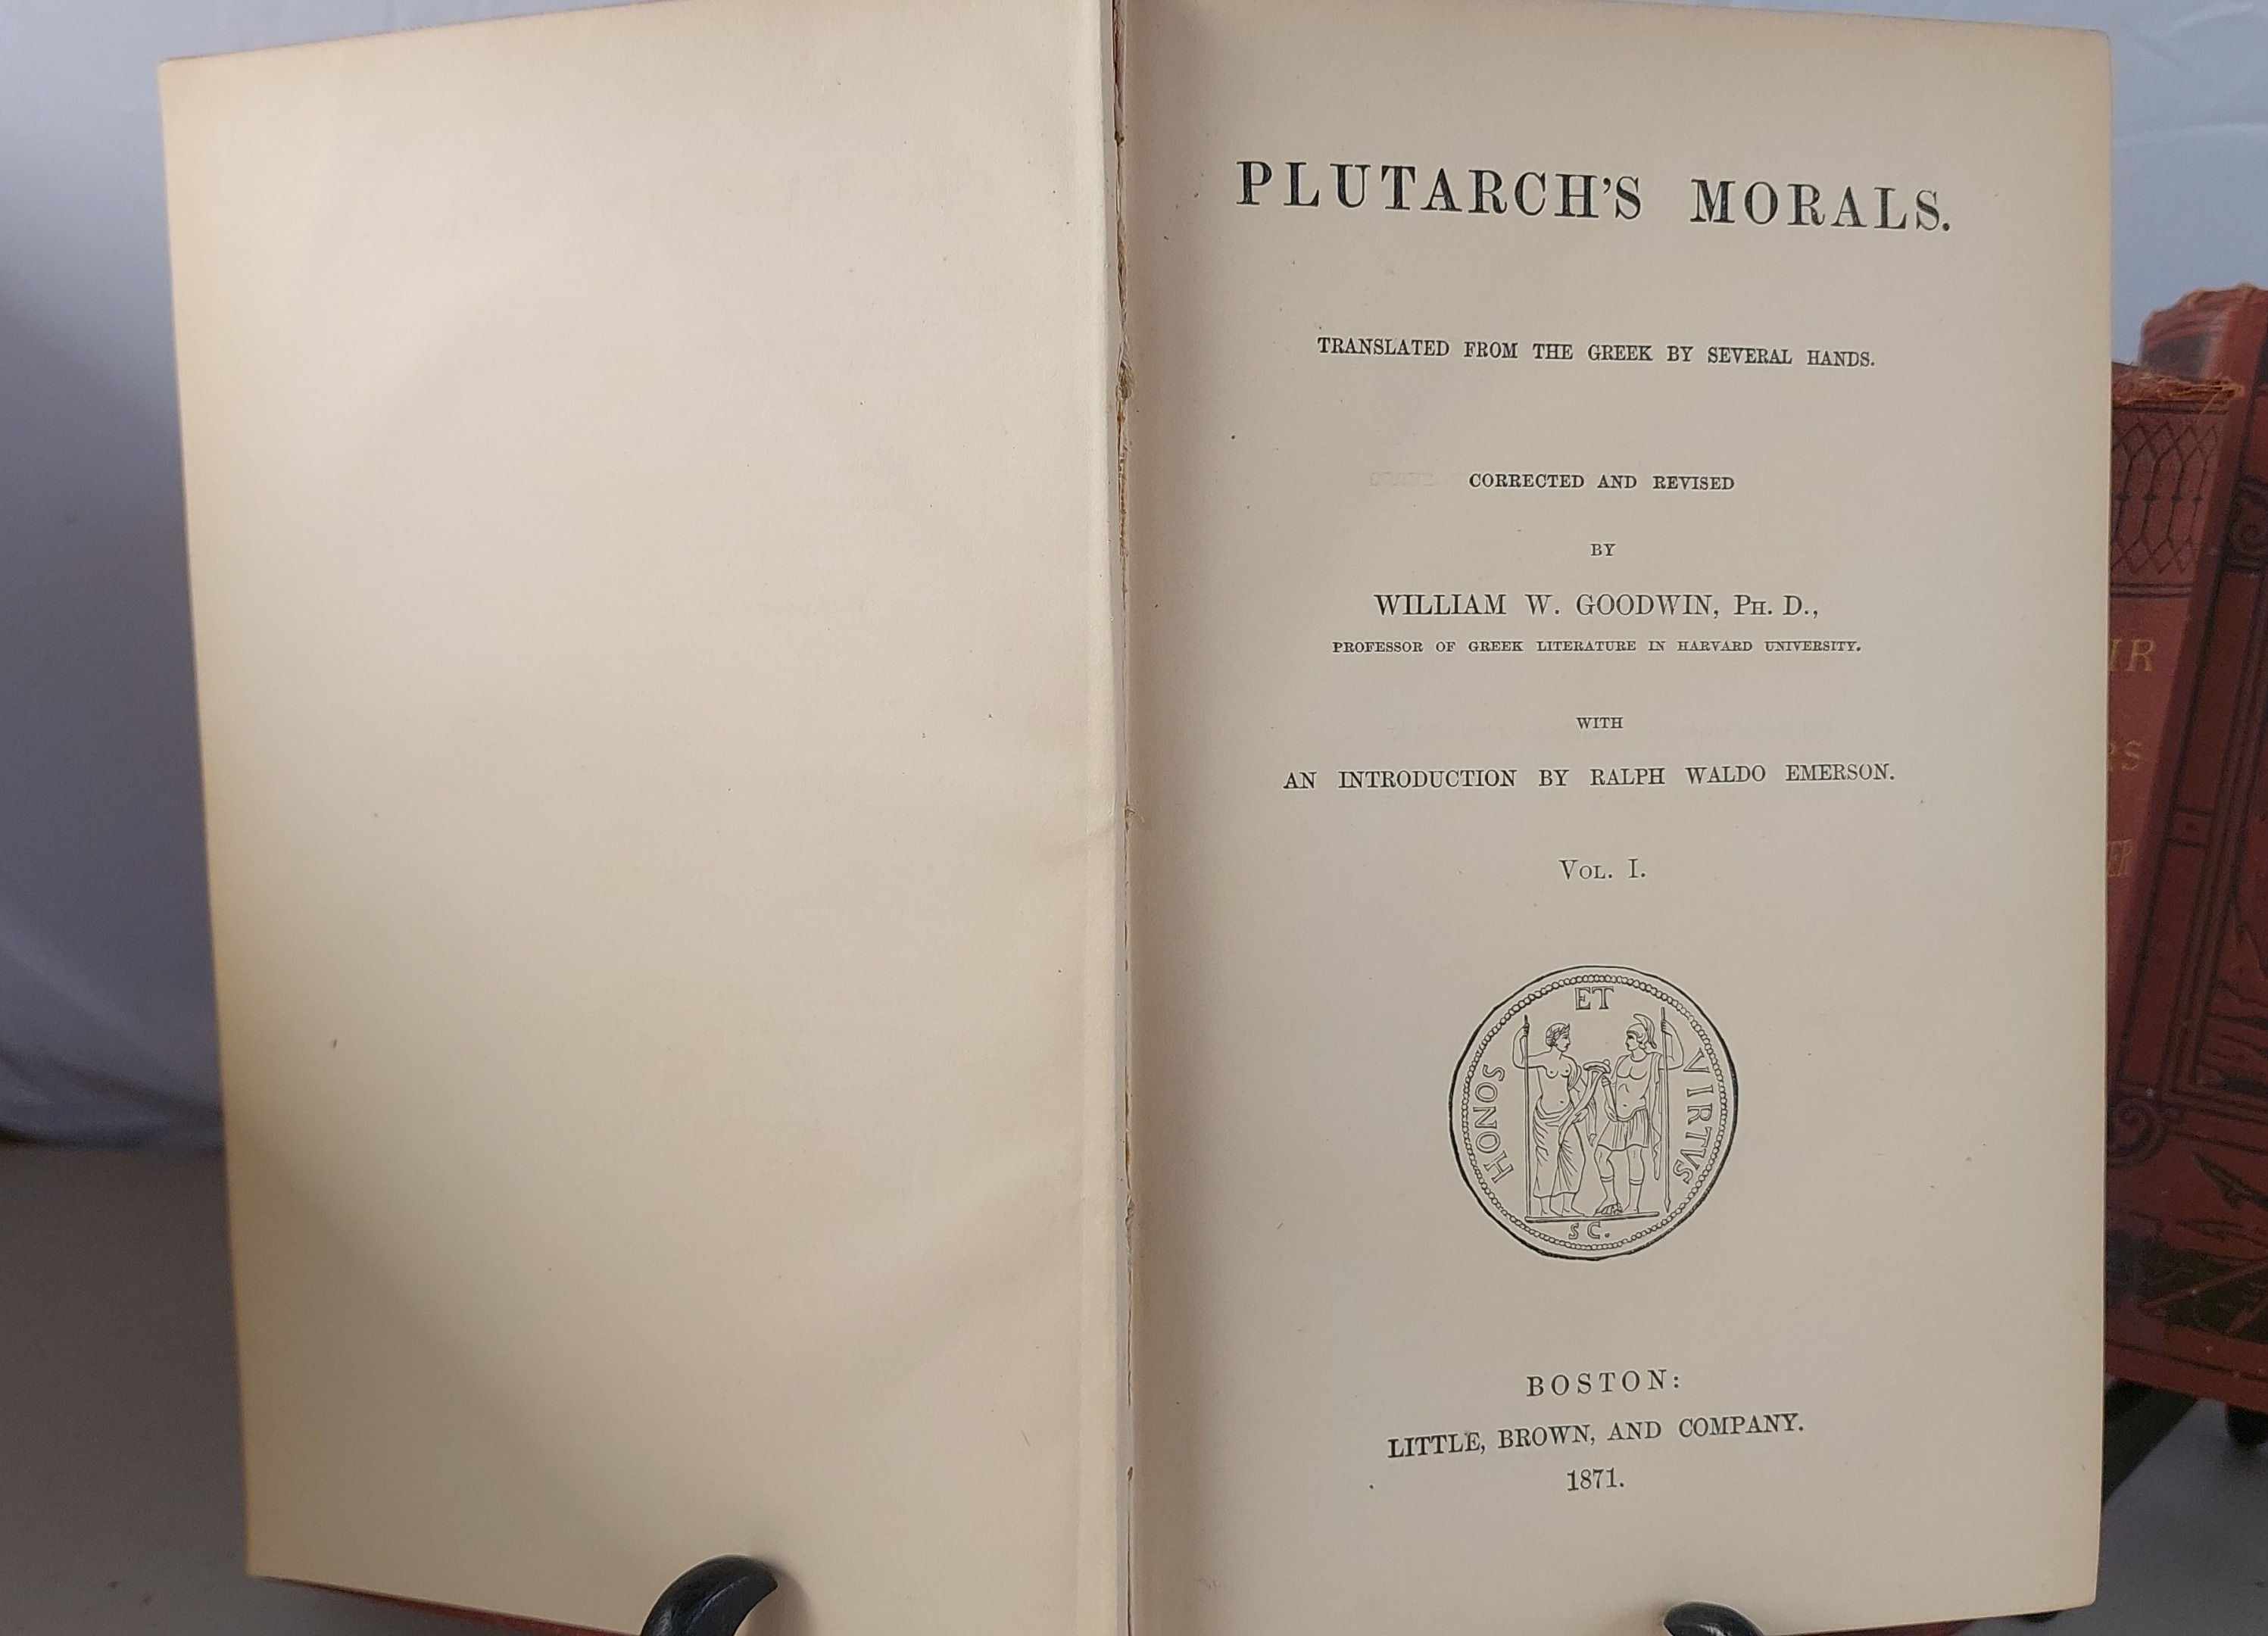 PLUTARCH'S MORALS.
TRANSLATED FROM THE GREEK BY SEVERAL HANDS.
CORRECTED AND REVISED
BY
WILLIAM W. GOODWIN, PH. D.,
PROFESSOR OF GREEK LITERATURE IN HARVARD UNIVERSITY.
WITH
AN INTRODUCTION BY RALPH WALDO EMERSON.
VOL. I.
HONOS
ET
VIRTVS
S C.
BOSTON:
LITTLE, BROWN, AND COMPANY.
1871.